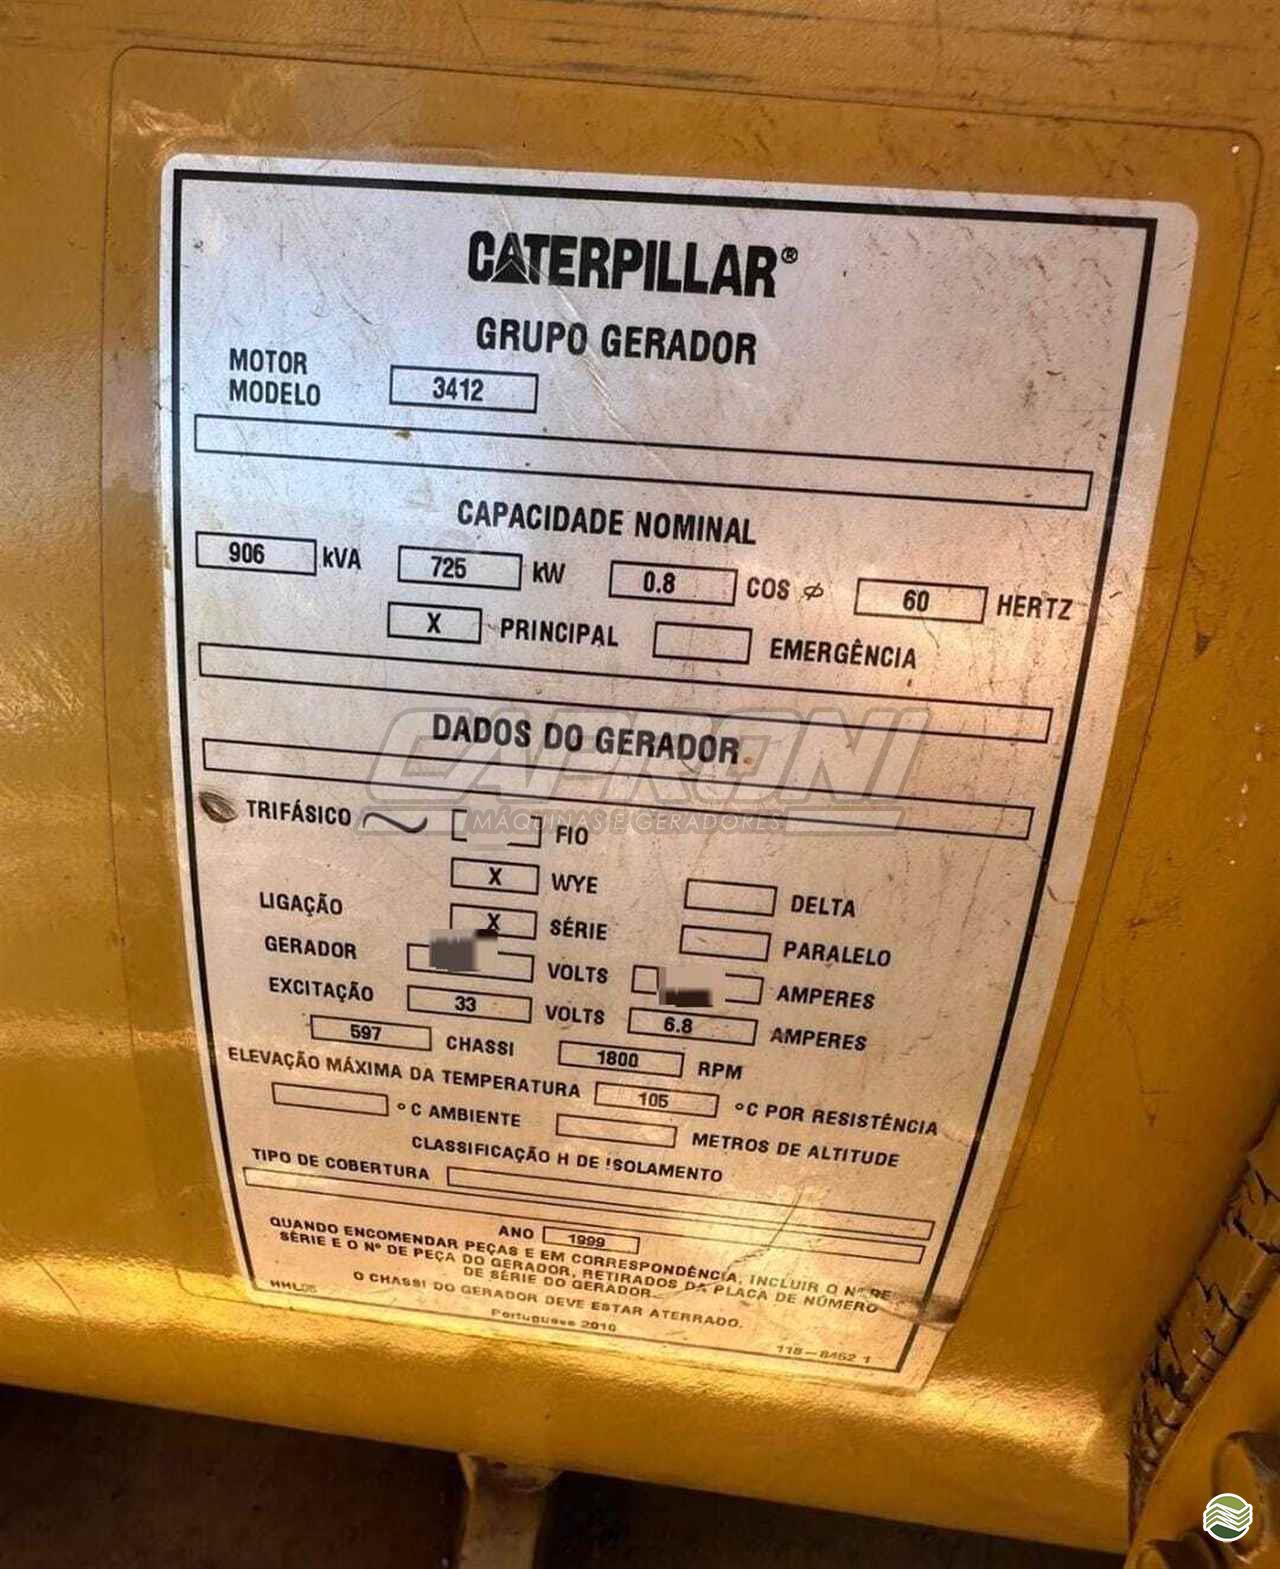 CATERPILLAR®
GRUPO GERADOR
MOTOR
MODELO 3412
CAPACIDADE NOMINAL
906 kVA 725 kW 0.8 COS ϕ 60 HERTZ
X PRINCIPAL EMERGÊNCIA
DADOS DO GERADOR
CADRONI
MÁQUINAS E GERADORES
TRIFÁSICO FIO
X WYE DELTA
LIGAÇÃO X SÉRIE PARALELO
GERADOR VOLTS AMPERES
EXCITAÇÃO 33 VOLTS 6.8 AMPERES
597 CHASSI 1800 RPM
ELEVAÇÃO MÁXIMA DA TEMPERATURA 105 °C POR RESISTÊNCIA
°C AMBIENTE METROS DE ALTITUDE
CLASSIFICAÇÃO H DE ISOLAMENTO
TIPO DE COBERTURA
ANO 1999
QUANDO ENCOMENDAR PEÇAS E EM CORRESPONDÊNCIA, INCLUIR O Nº DE
SÉRIE E O Nº DE PEÇA DO GERADOR, RETIRADOS DA PLACA DE NÚMERO
DE SÉRIE DO GERADOR.
O CHASSI DO GERADOR DEVE ESTAR ATERRADO.
Portuguese 2010
118-8452 1